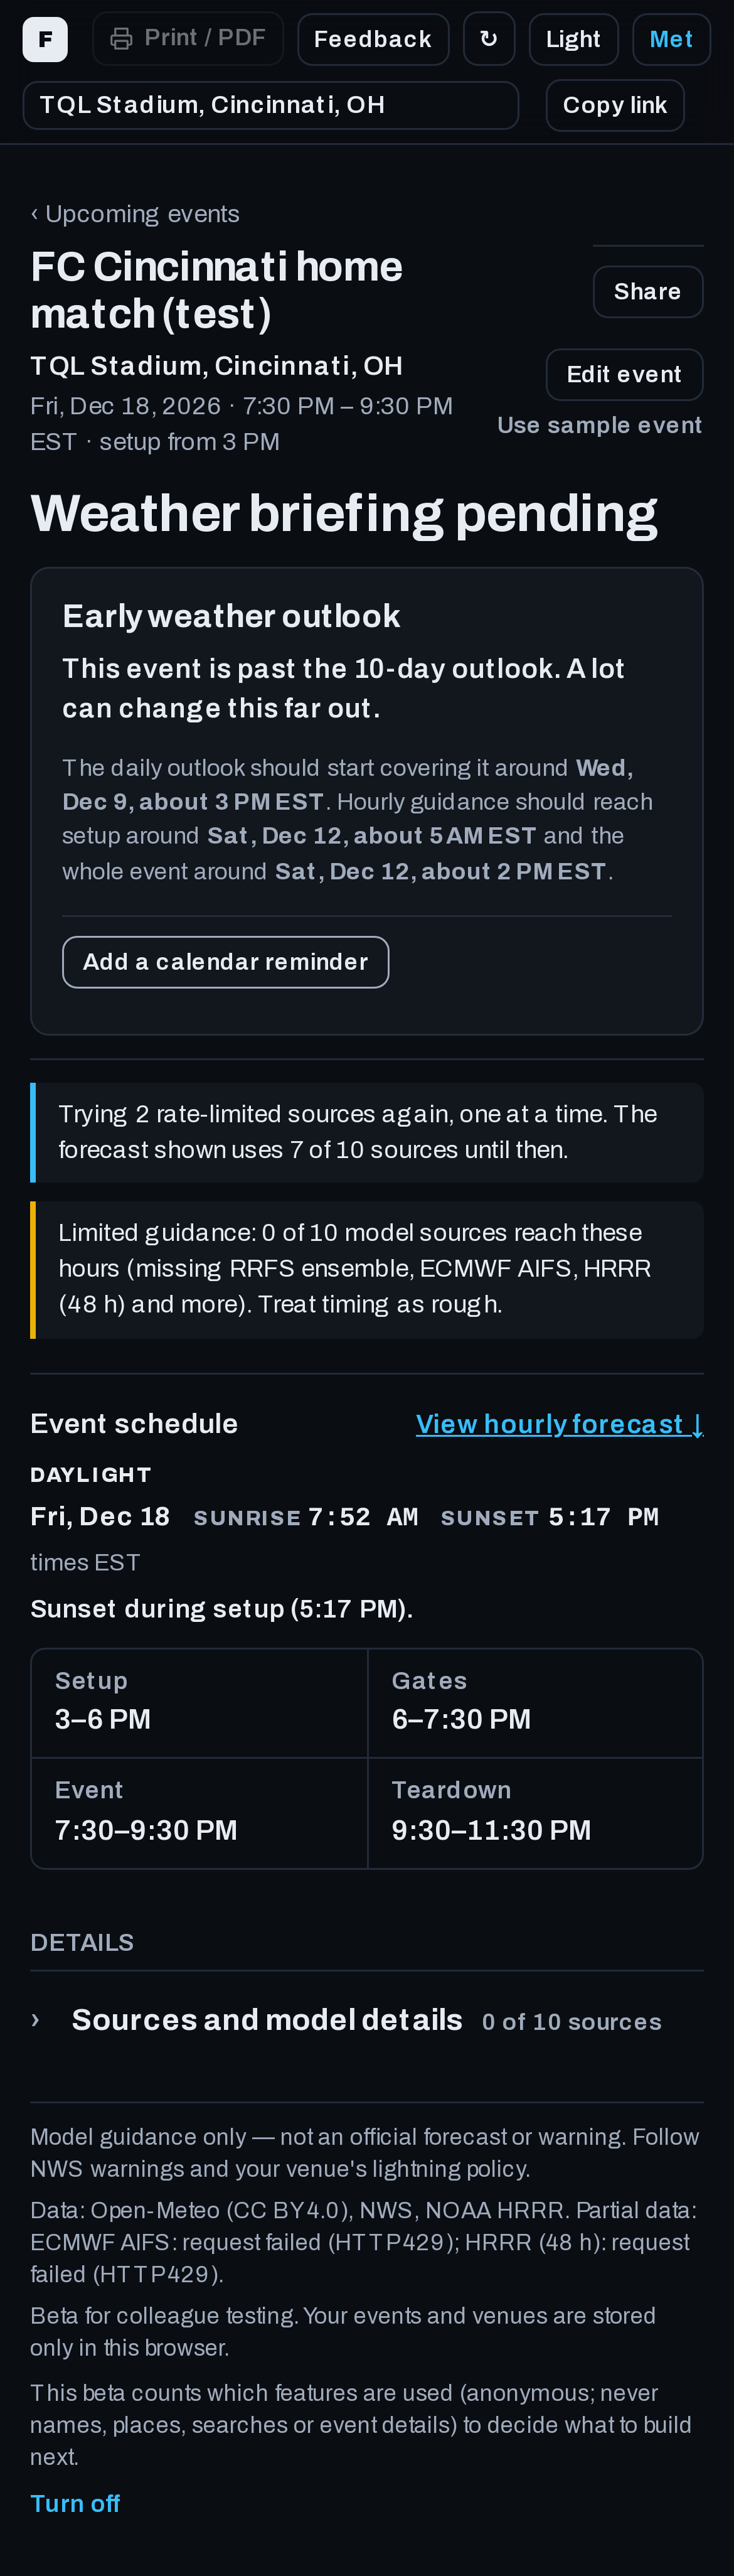 F Print / PDF Feedback ↻ Light Met
TQL Stadium, Cincinnati, OH Copy link
‹ Upcoming events
FC Cincinnati home
match (test)
Share
TQL Stadium, Cincinnati, OH
Edit event
Fri, Dec 18, 2026 · 7:30 PM – 9:30 PM
EST · setup from 3 PM
Use sample event
Weather briefing pending
Early weather outlook
This event is past the 10-day outlook. A lot
can change this far out.
The daily outlook should start covering it around Wed,
Dec 9, about 3 PM EST. Hourly guidance should reach
setup around Sat, Dec 12, about 5 AM EST and the
whole event around Sat, Dec 12, about 2 PM EST.
Add a calendar reminder
Trying 2 rate-limited sources again, one at a time. The
forecast shown uses 7 of 10 sources until then.
Limited guidance: 0 of 10 model sources reach these
hours (missing RRFS ensemble, ECMWF AIFS, HRRR
(48 h) and more). Treat timing as rough.
Event schedule View hourly forecast ↓
DAYLIGHT
Fri, Dec 18 SUNRISE 7:52 AM SUNSET 5:17 PM
times EST
Sunset during setup (5:17 PM).
Setup
3–6 PM
Gates
6–7:30 PM
Event
7:30–9:30 PM
Teardown
9:30–11:30 PM
DETAILS
› Sources and model details 0 of 10 sources
Model guidance only — not an official forecast or warning. Follow
NWS warnings and your venue's lightning policy.
Data: Open-Meteo (CC BY 4.0), NWS, NOAA HRRR. Partial data:
ECMWF AIFS: request failed (HTTP 429); HRRR (48 h): request
failed (HTTP 429).
Beta for colleague testing. Your events and venues are stored
only in this browser.
This beta counts which features are used (anonymous; never
names, places, searches or event details) to decide what to build
next.
Turn off